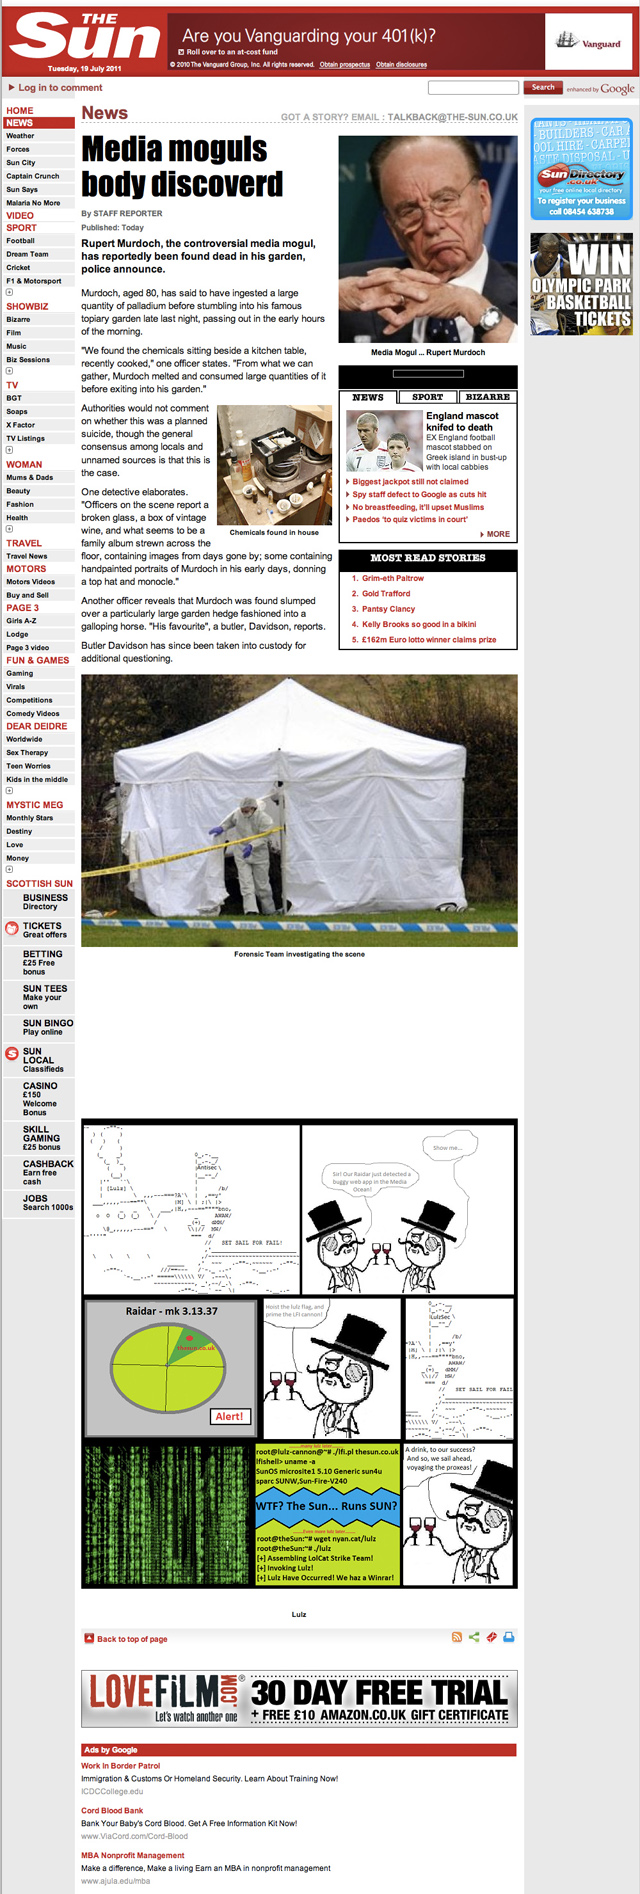 THE
Sun
Tuesday, 19 July 2011
Are you Vanguarding your 401(k)?
Roll over to an at-cost fund
© 2010 The Vanguard Group, Inc. All rights reserved. Obtain prospectus Obtain disclosures
Vanguard
Log in to comment
Search
enhanced by Google
HOME
NEWS
Weather
Forces
Sun City
Captain Crunch
Sun Says
Malaria No More
VIDEO
SPORT
Football
Dream Team
Cricket
F1 & Motorsport
SHOWBIZ
Bizarre
Film
Music
Biz Sessions
TV
BGT
Soaps
X Factor
TV Listings
WOMAN
Mums & Dads
Beauty
Fashion
Health
TRAVEL
Travel News
MOTORS
Motors Videos
Buy and Sell
PAGE 3
Girls A-Z
Lodge
Page 3 video
FUN & GAMES
Gaming
Virals
Competitions
Comedy Videos
DEAR DEIDRE
Worldwide
Sex Therapy
Teen Worries
Kids in the middle
MYSTIC MEG
Monthly Stars
Destiny
Love
Money
SCOTTISH SUN
BUSINESS
Directory
TICKETS
Great offers
BETTING
£25 Free
bonus
SUN TEES
Make your
own
SUN BINGO
Play online
SUN
LOCAL
Classifieds
CASINO
£150
Welcome
Bonus
SKILL
GAMING
£25 bonus
CASHBACK
Earn free
cash
JOBS
Search 1000s
News
GOT A STORY? EMAIL : TALKBACK@THE-SUN.CO.UK
Media moguls
body discoverd
By STAFF REPORTER
Published: Today
Rupert Murdoch, the controversial media mogul,
has reportedly been found dead in his garden,
police announce.
Murdoch, aged 80, has said to have ingested a large
quantity of palladium before stumbling into his famous
topiary garden late last night, passing out in the early hours
of the morning.
"We found the chemicals sitting beside a kitchen table,
recently cooked," one officer states. "From what we can
gather, Murdoch melted and consumed large quantities of it
before exiting into his garden."
Authorities would not comment
on whether this was a planned
suicide, though the general
consensus among locals and
unnamed sources is that this is
the case.
One detective elaborates.
"Officers on the scene report a
broken glass, a box of vintage
wine, and what seems to be a
family album strewn across the
floor, containing images from days gone by; some containing
handpainted portraits of Murdoch in his early days, donning
a top hat and monocle."
Another officer reveals that Murdoch was found slumped
over a particularly large garden hedge fashioned into a
galloping horse. "His favourite", a butler, Davidson, reports.
Butler Davidson has since been taken into custody for
additional questioning.
Chemicals found in house
Media Mogul ... Rupert Murdoch
NEWS
SPORT
BIZARRE
England mascot
knifed to death
EX England football
mascot stabbed on
Greek island in bust-up
with local cabbies
Biggest jackpot still not claimed
Spy staff defect to Google as cuts hit
No breastfeeding, it'll upset Muslims
Paedos 'to quiz victims in court'
MORE
MOST READ STORIES
1. Grim-eth Paltrow
2. Gold Trafford
3. Pantsy Clancy
4. Kelly Brooks so good in a bikini
5. £162m Euro lotto winner claims prize
Sun Directory
.co.uk
your free online local directory
To register your business
call 08454 638738
WIN
OLYMPIC PARK
BASKETBALL
TICKETS
Forensic Team investigating the scene
Antisec
[Lulz]
SET SAIL FOR FAIL!
Sir! Our Raidar just detected a
buggy web app in the Media
Ocean!
Show me...
Raidar - mk 3.13.37
thesun.co.uk
Alert!
Hoist the lulz flag, and
prime the LFI cannon!
LulzSec
SET SAIL FOR FAIL
.......many lulz later......
root@lulz-cannon@~# ./lfi.pl thesun.co.uk
lfishell> uname -a
SunOS microsite1 5.10 Generic sun4u
sparc SUNW,Sun-Fire-V240
WTF? The Sun... Runs SUN?
.......Even more lulz later.......
root@theSun:~# wget nyan.cat/lulz
root@theSun:~# ./lulz
[+] Assembling LolCat Strike Team!
[+] Invoking Lulz!
[+] Lulz Have Occurred! We haz a Winrar!
A drink, to our success?
And so, we sail ahead,
voyaging the proxeas!
Lulz
Back to top of page
LOVEFiLM.COM®
Let's watch another one
30 DAY FREE TRIAL
+ FREE £10 AMAZON.CO.UK GIFT CERTIFICATE
Ads by Google
Work In Border Patrol
Immigration & Customs Or Homeland Security. Learn About Training Now!
ICDCCollege.edu
Cord Blood Bank
Bank Your Baby's Cord Blood. Get A Free Information Kit Now!
www.ViaCord.com/Cord-Blood
MBA Nonprofit Management
Make a difference, Make a living Earn an MBA in nonprofit management
www.ajula.edu/mba